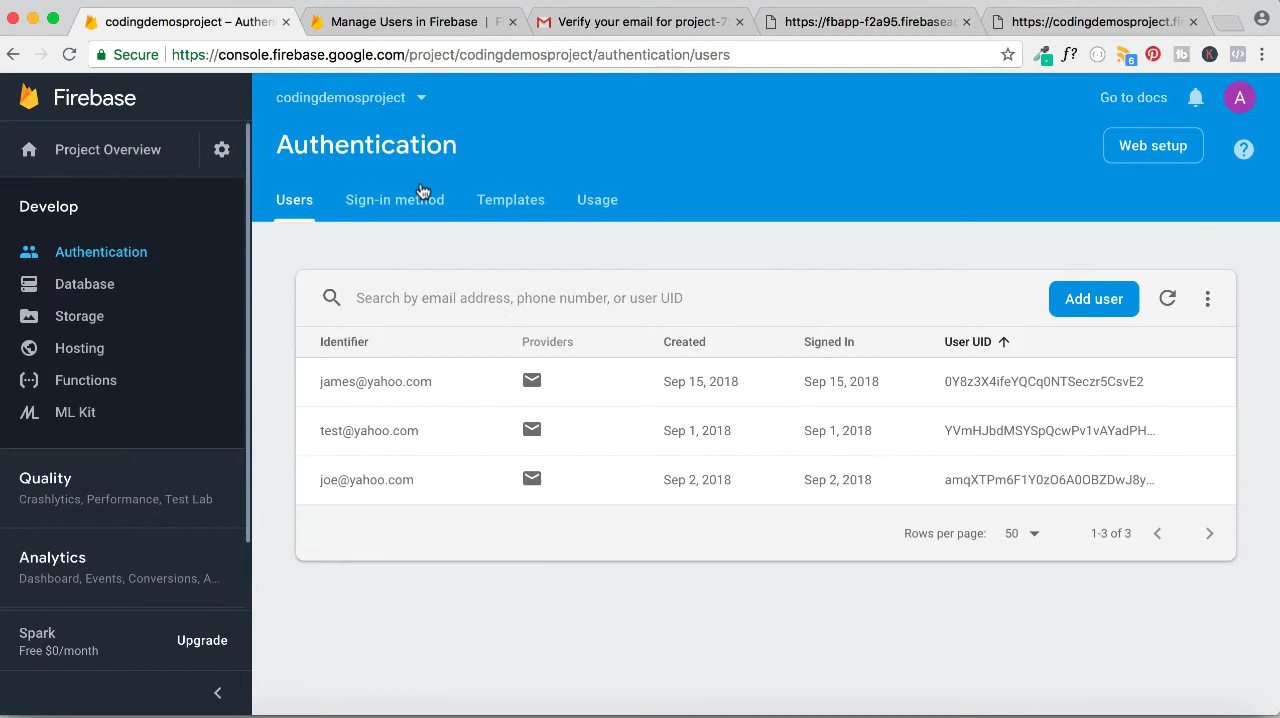 codingdemosproject – Authen
Manage Users in Firebase | F
Verify your email for project-7
https://fbapp-f2a95.firebaseap
https://codingdemosproject.fir
Secure
https://console.firebase.google.com/project/codingdemosproject/authentication/users
f?
6
tb
K
Firebase
codingdemosproject
Go to docs
A
Project Overview
Authentication
Web setup
?
Users
Sign-in method
Templates
Usage
Develop
Authentication
Database
Storage
Hosting
Functions
ML Kit
Search by email address, phone number, or user UID
Add user
Identifier
Providers
Created
Signed In
User UID
james@yahoo.com
Sep 15, 2018
Sep 15, 2018
0Y8z3X4ifeYQCq0NTSeczr5CsvE2
test@yahoo.com
Sep 1, 2018
Sep 1, 2018
YVmHJbdMSYSpQcwPv1vAYadPH...
joe@yahoo.com
Sep 2, 2018
Sep 2, 2018
amqXTPm6F1Y0zO6A0OBZDwJ8y...
Rows per page:
50
1-3 of 3
Quality
Crashlytics, Performance, Test Lab
Analytics
Dashboard, Events, Conversions, A...
Spark
Free $0/month
Upgrade